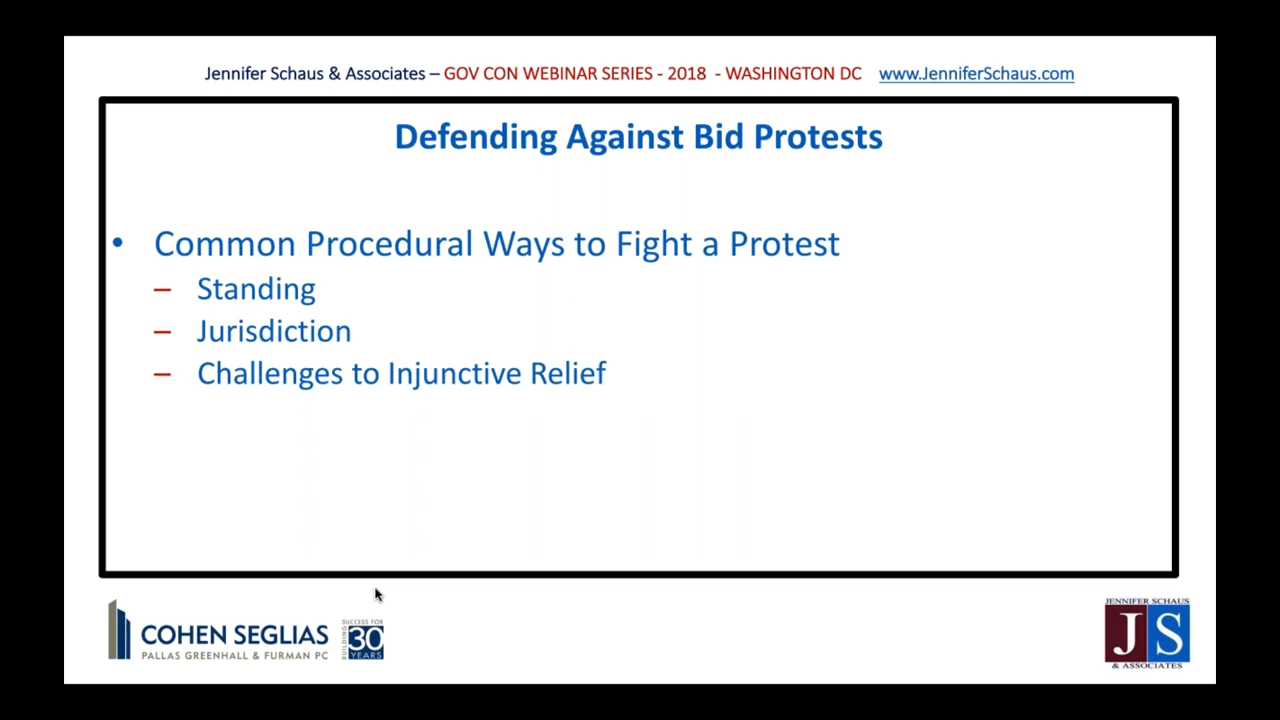 Jennifer Schaus & Associates – GOV CON WEBINAR SERIES - 2018 - WASHINGTON DC www.JenniferSchaus.com
Defending Against Bid Protests
• Common Procedural Ways to Fight a Protest
– Standing
– Jurisdiction
– Challenges to Injunctive Relief
COHEN SEGLIAS
PALLAS GREENHALL & FURMAN PC
BUILDING
SUCCESS FOR
30
YEARS
JENNIFER SCHAUS
JS
& ASSOCIATES